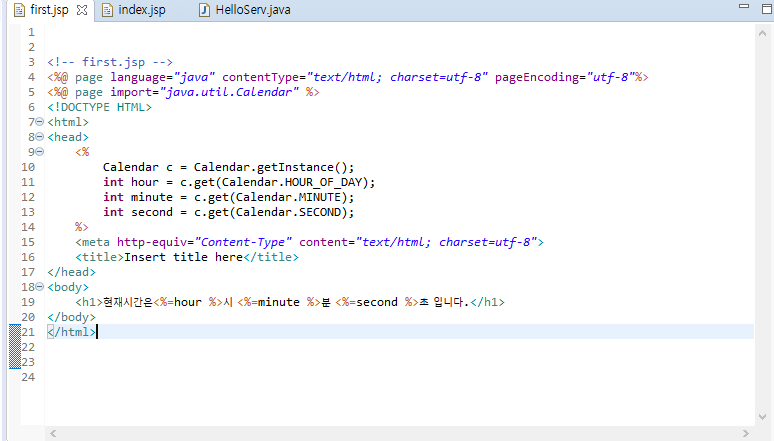 first.jsp index.jsp HelloServ.java
1
2
3 <!-- first.jsp -->
4 <%@ page language="java" contentType="text/html; charset=utf-8" pageEncoding="utf-8"%>
5 <%@ page import="java.util.Calendar" %>
6 <!DOCTYPE HTML>
7 <html>
8 <head>
9 <%
10 Calendar c = Calendar.getInstance();
11 int hour = c.get(Calendar.HOUR_OF_DAY);
12 int minute = c.get(Calendar.MINUTE);
13 int second = c.get(Calendar.SECOND);
14 %>
15 <meta http-equiv="Content-Type" content="text/html; charset=utf-8">
16 <title>Insert title here</title>
17 </head>
18 <body>
19 <h1>현재시간은<%=hour %>시 <%=minute %>분 <%=second %>초 입니다.</h1>
20 </body>
21 </html>
22
23
24